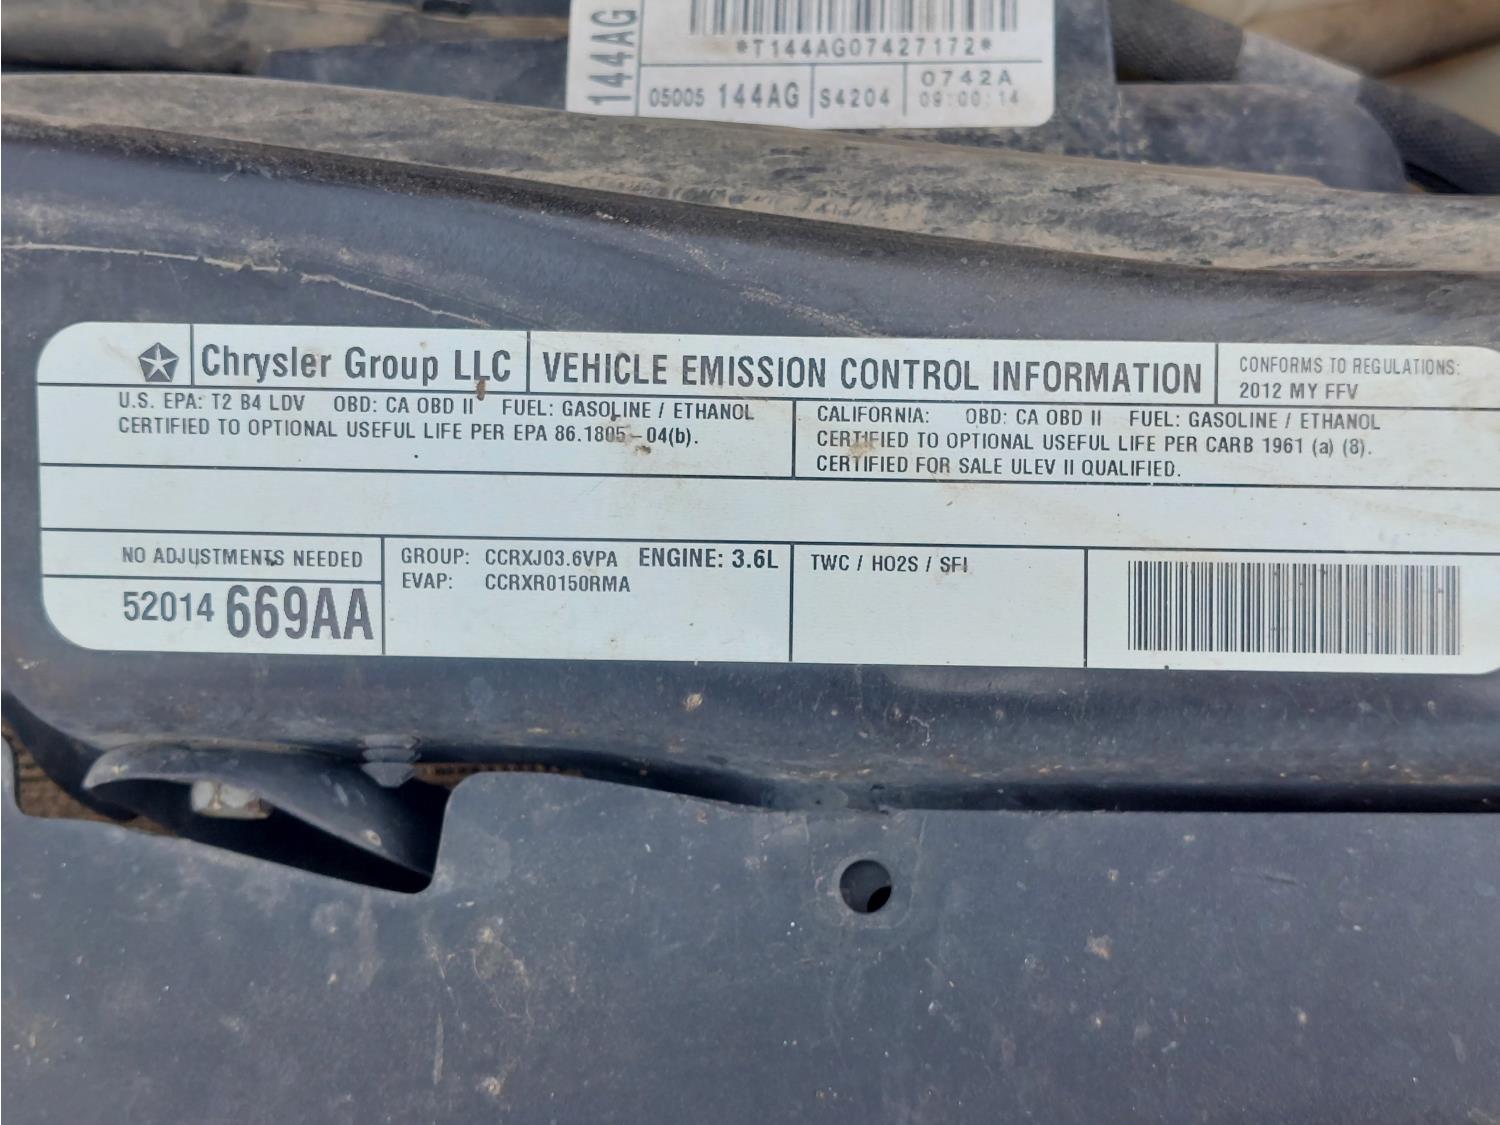 144AG
*T144AG07427172*
05005 144AG S4204 0742A
09:00:14
Chrysler Group LLC VEHICLE EMISSION CONTROL INFORMATION
CONFORMS TO REGULATIONS:
2012 MY FFV
U.S. EPA: T2 B4 LDV OBD: CA OBD II FUEL: GASOLINE / ETHANOL
CERTIFIED TO OPTIONAL USEFUL LIFE PER EPA 86.1805-04(b).
CALIFORNIA: OBD: CA OBD II FUEL: GASOLINE / ETHANOL
CERTIFIED TO OPTIONAL USEFUL LIFE PER CARB 1961 (a) (8).
CERTIFIED FOR SALE ULEV II QUALIFIED.
NO ADJUSTMENTS NEEDED
52014 669AA
GROUP: CCRXJ03.6VPA ENGINE: 3.6L
EVAP: CCRXR0150RMA
TWC / HO2S / SFI